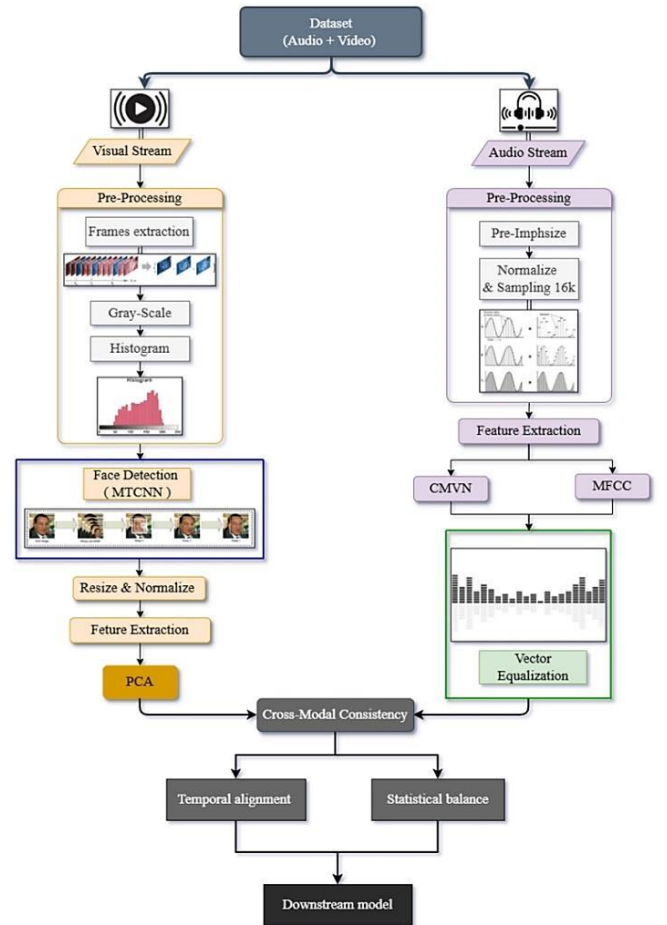 Dataset
(Audio + Video)
Visual Stream
Audio Stream
Pre-Processing
Frames extraction
Gray-Scale
Histogram
Histogram
Face Detection
( MTCNN )
Resize & Normalize
Feture Extraction
PCA
Pre-Processing
Pre-Imphsize
Normalize
& Sampling 16k
Feature Extraction
CMVN
MFCC
Vector
Equalization
Cross-Modal Consistency
Temporal alignment
Statistical balance
Downstream model